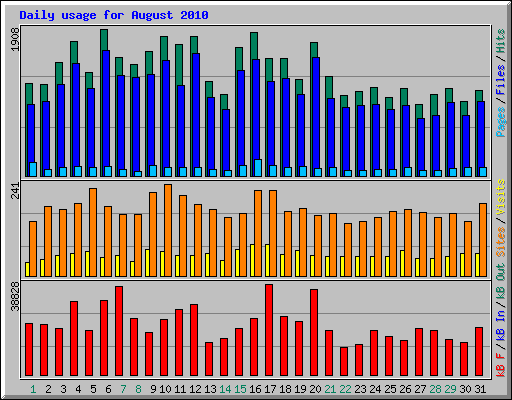 Daily usage for August 2010
1908
Pages / Files / Hits
241
Sites / Visits
38828
kB F / kB In / kB Out
1 2 3 4 5 6 7 8 9 10 11 12 13 14 15 16 17 18 19 20 21 22 23 24 25 26 27 28 29 30 31